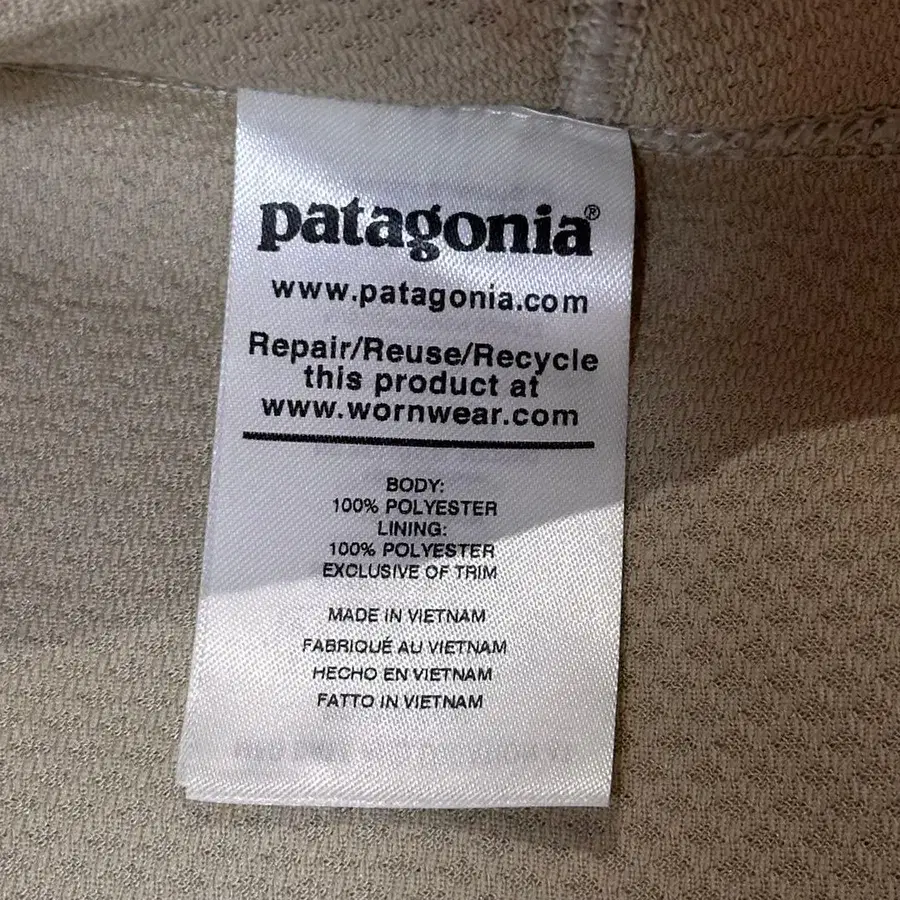 patagonia®
www.patagonia.com
Repair/Reuse/Recycle
this product at
www.wornwear.com
BODY:
100% POLYESTER
LINING:
100% POLYESTER
EXCLUSIVE OF TRIM
MADE IN VIETNAM
FABRIQUÉ AU VIETNAM
HECHO EN VIETNAM
FATTO IN VIETNAM